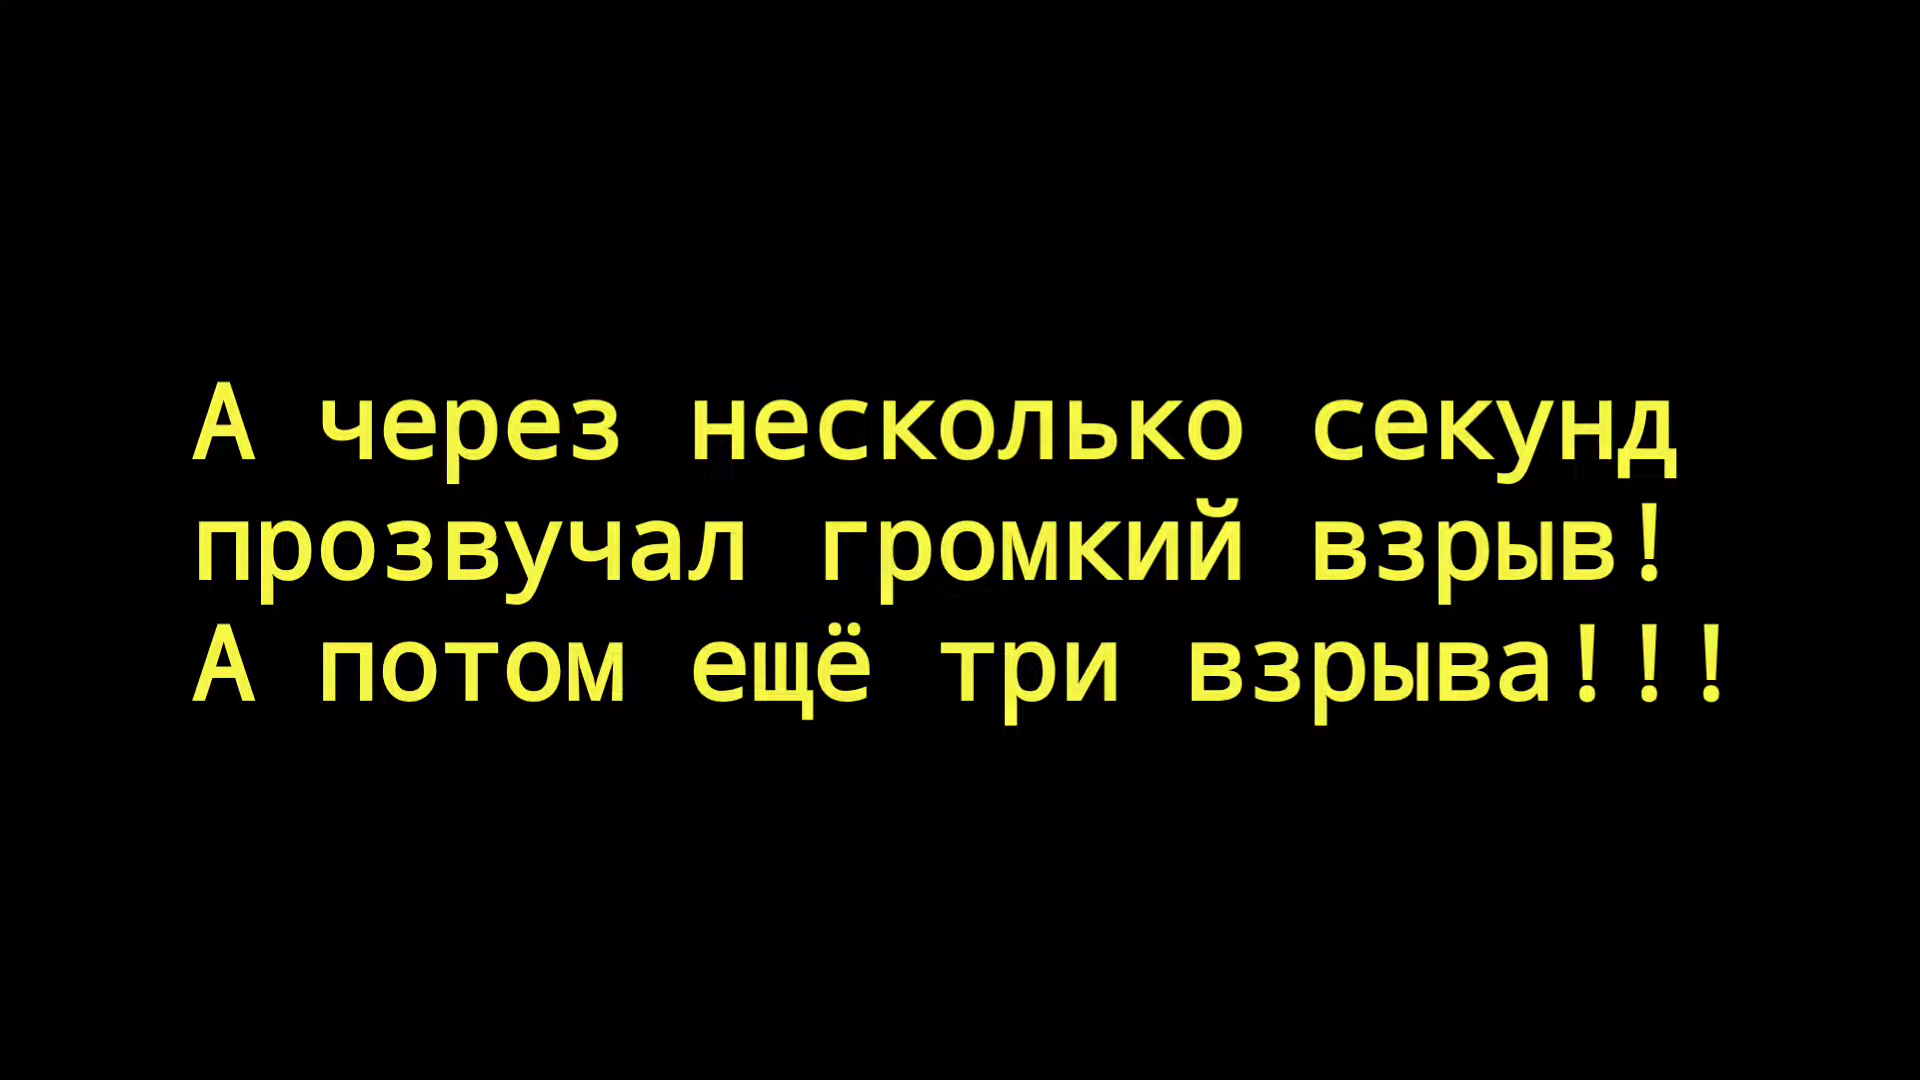 А через несколько секунд
прозвучал громкий взрыв!
А потом ещё три взрыва!!!